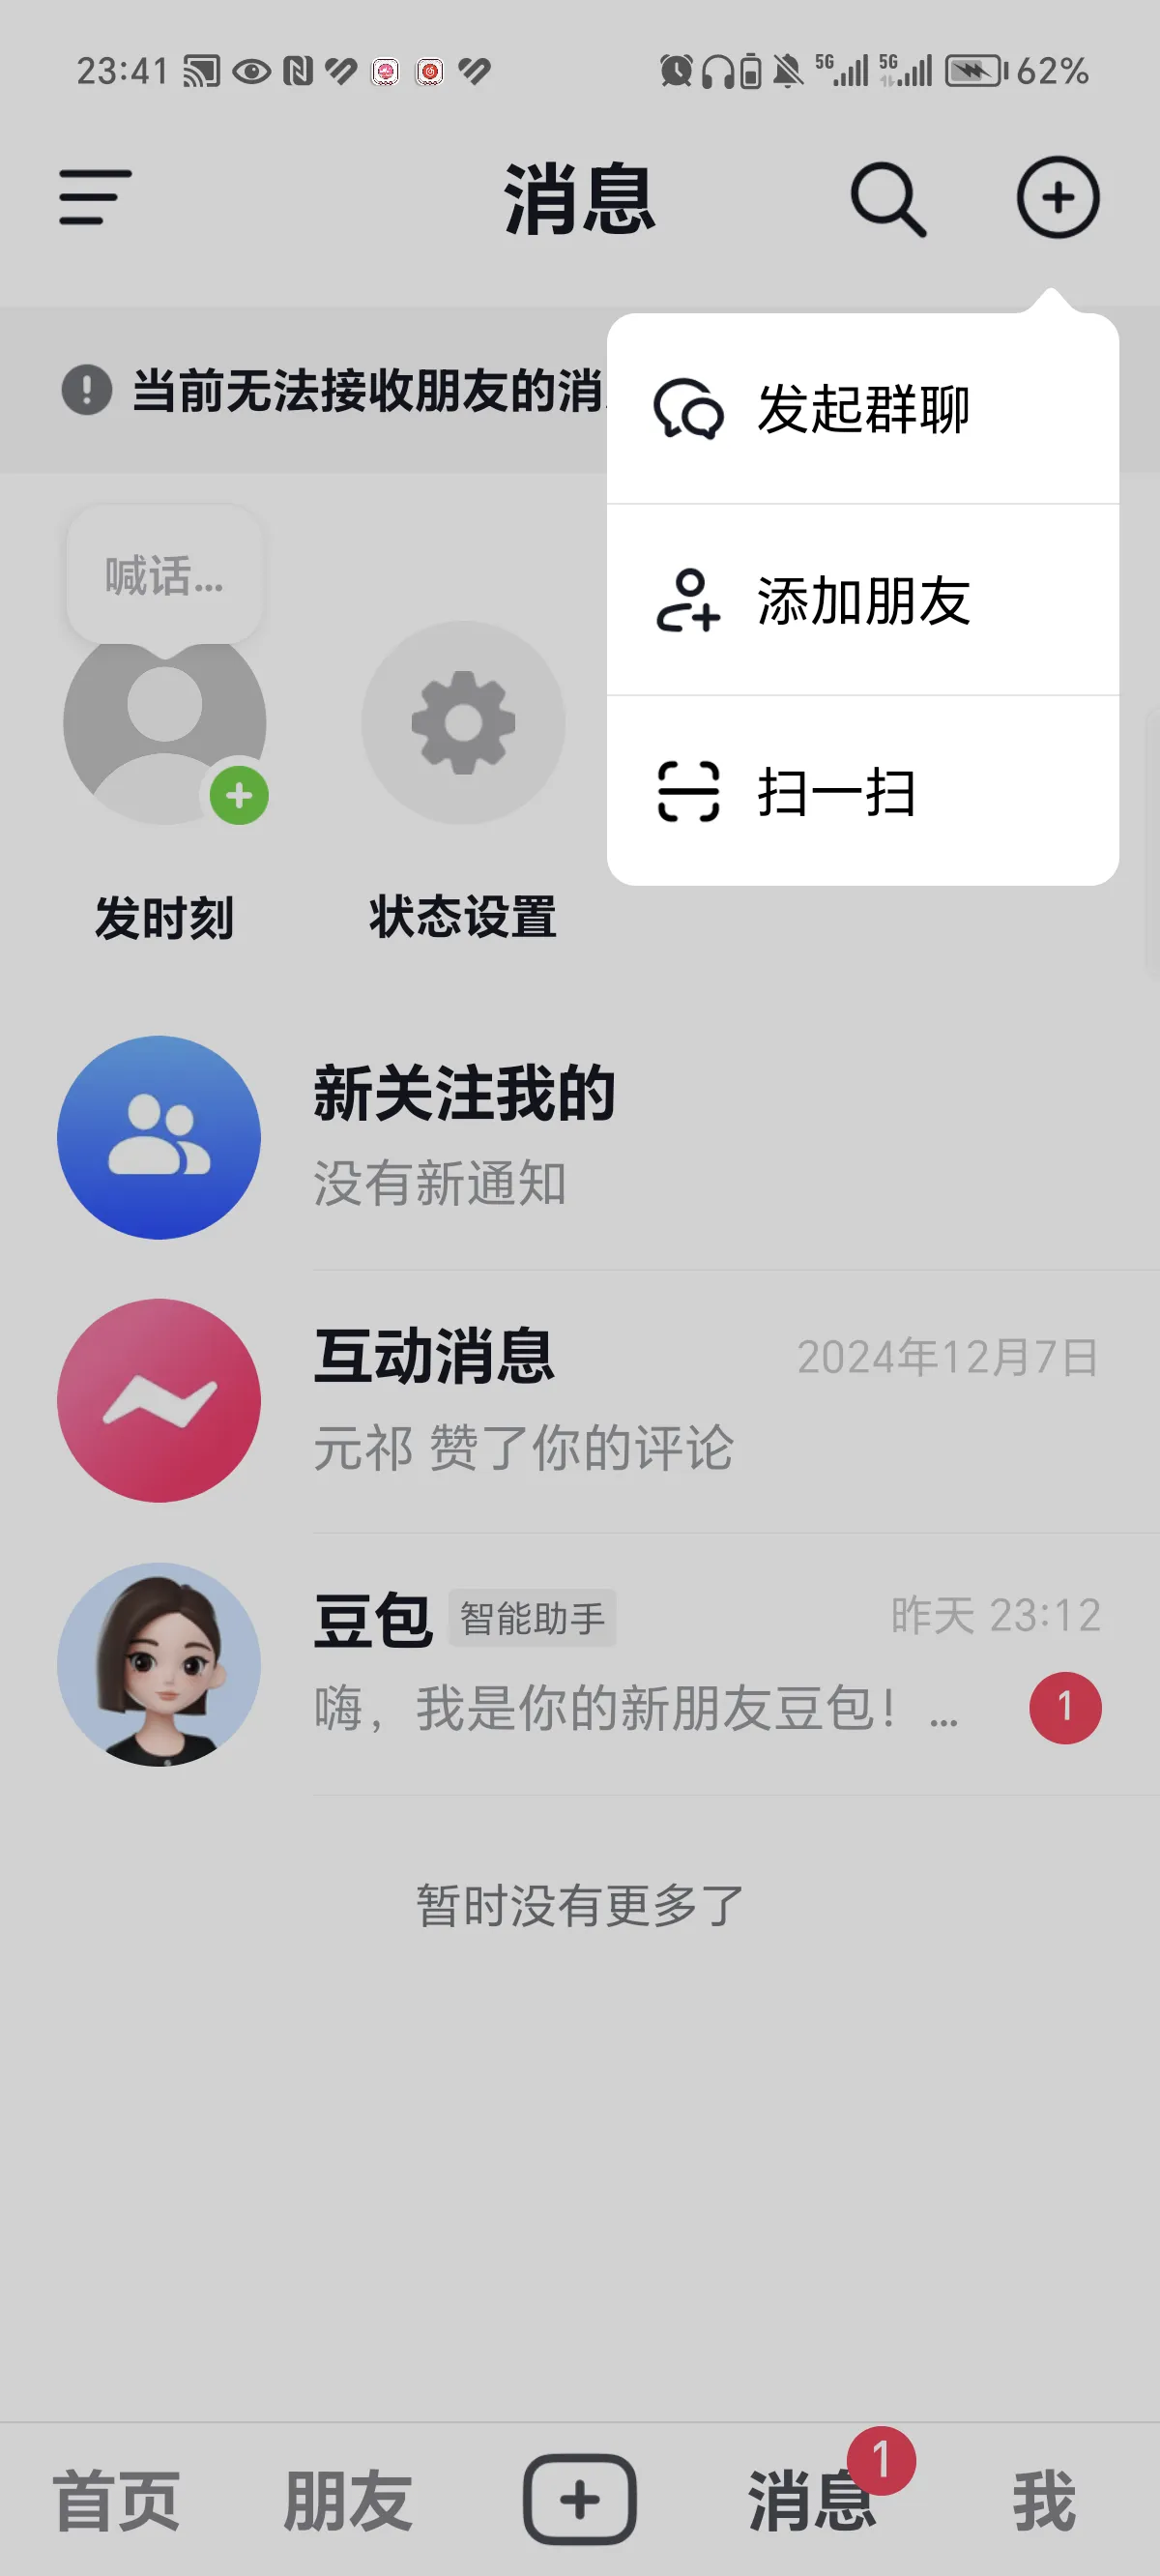 23:41
5G
5G
62%
消息
当前无法接收朋友的消
发起群聊
添加朋友
扫一扫
喊话...
发时刻
状态设置
新关注我的
没有新通知
互动消息
2024年12月7日
元祁 赞了你的评论
豆包
智能助手
昨天 23:12
嗨，我是你的新朋友豆包！...
1
暂时没有更多了
首页
朋友
消息
1
我